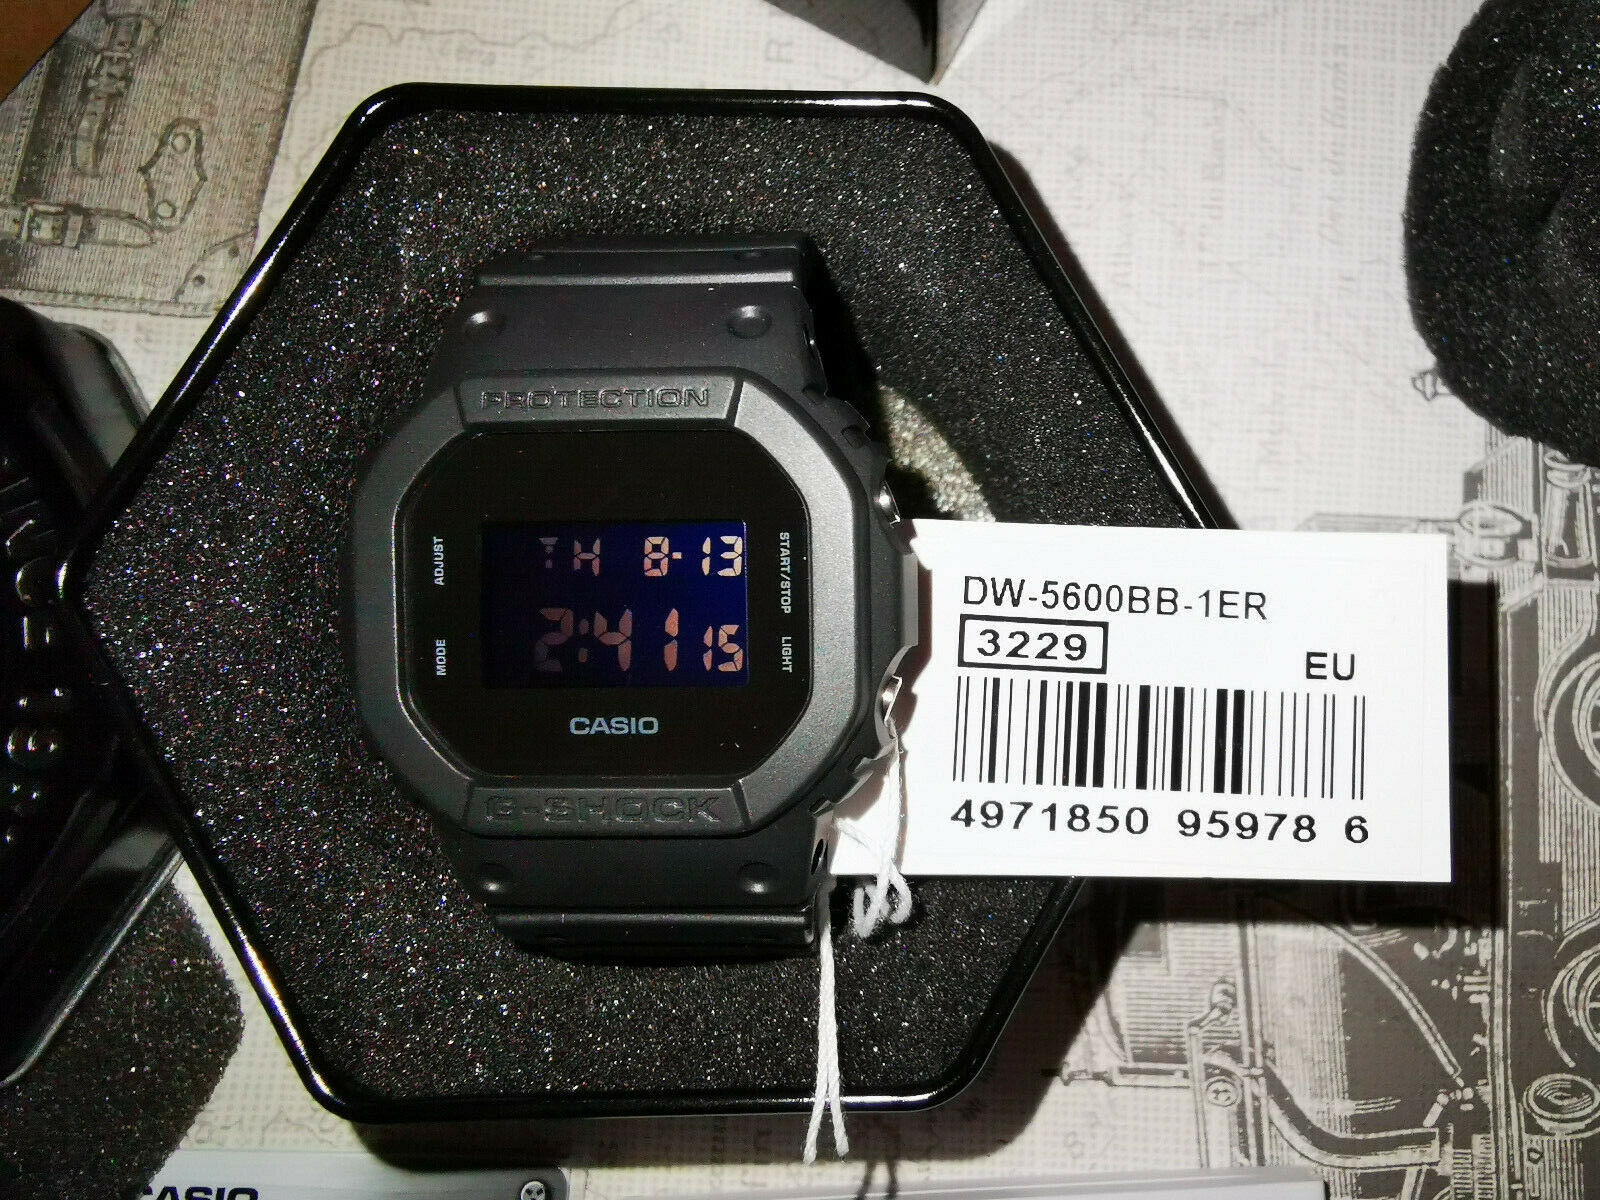 PROTECTION
ADJUST
START/STOP
TH 8-13
2:41 15
MODE
LIGHT
CASIO
G-SHOCK
DW-5600BB-1ER
3229
EU
4971850 95978 6
CASIO